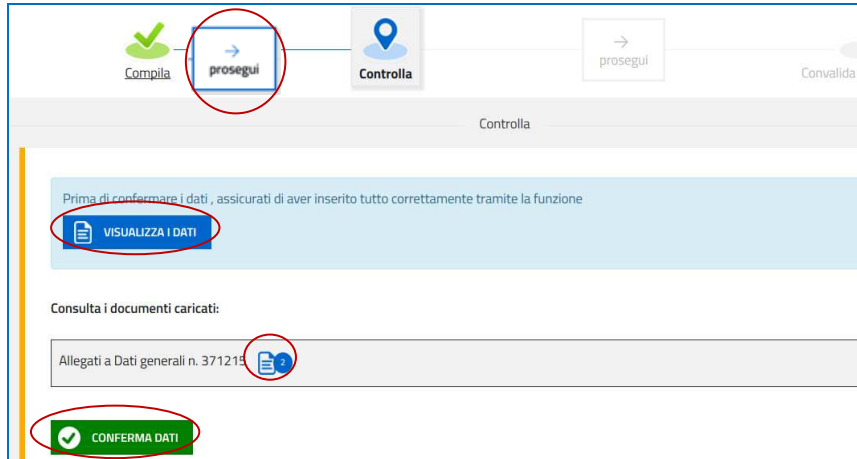 Compila
→ prosegui
Controlla
→ prosegui
Convalida
Controlla
Prima di confermare i dati , assicurati di aver inserito tutto correttamente tramite la funzione
VISUALIZZA I DATI
Consulta i documenti caricati:
Allegati a Dati generali n. 371215 2
CONFERMA DATI